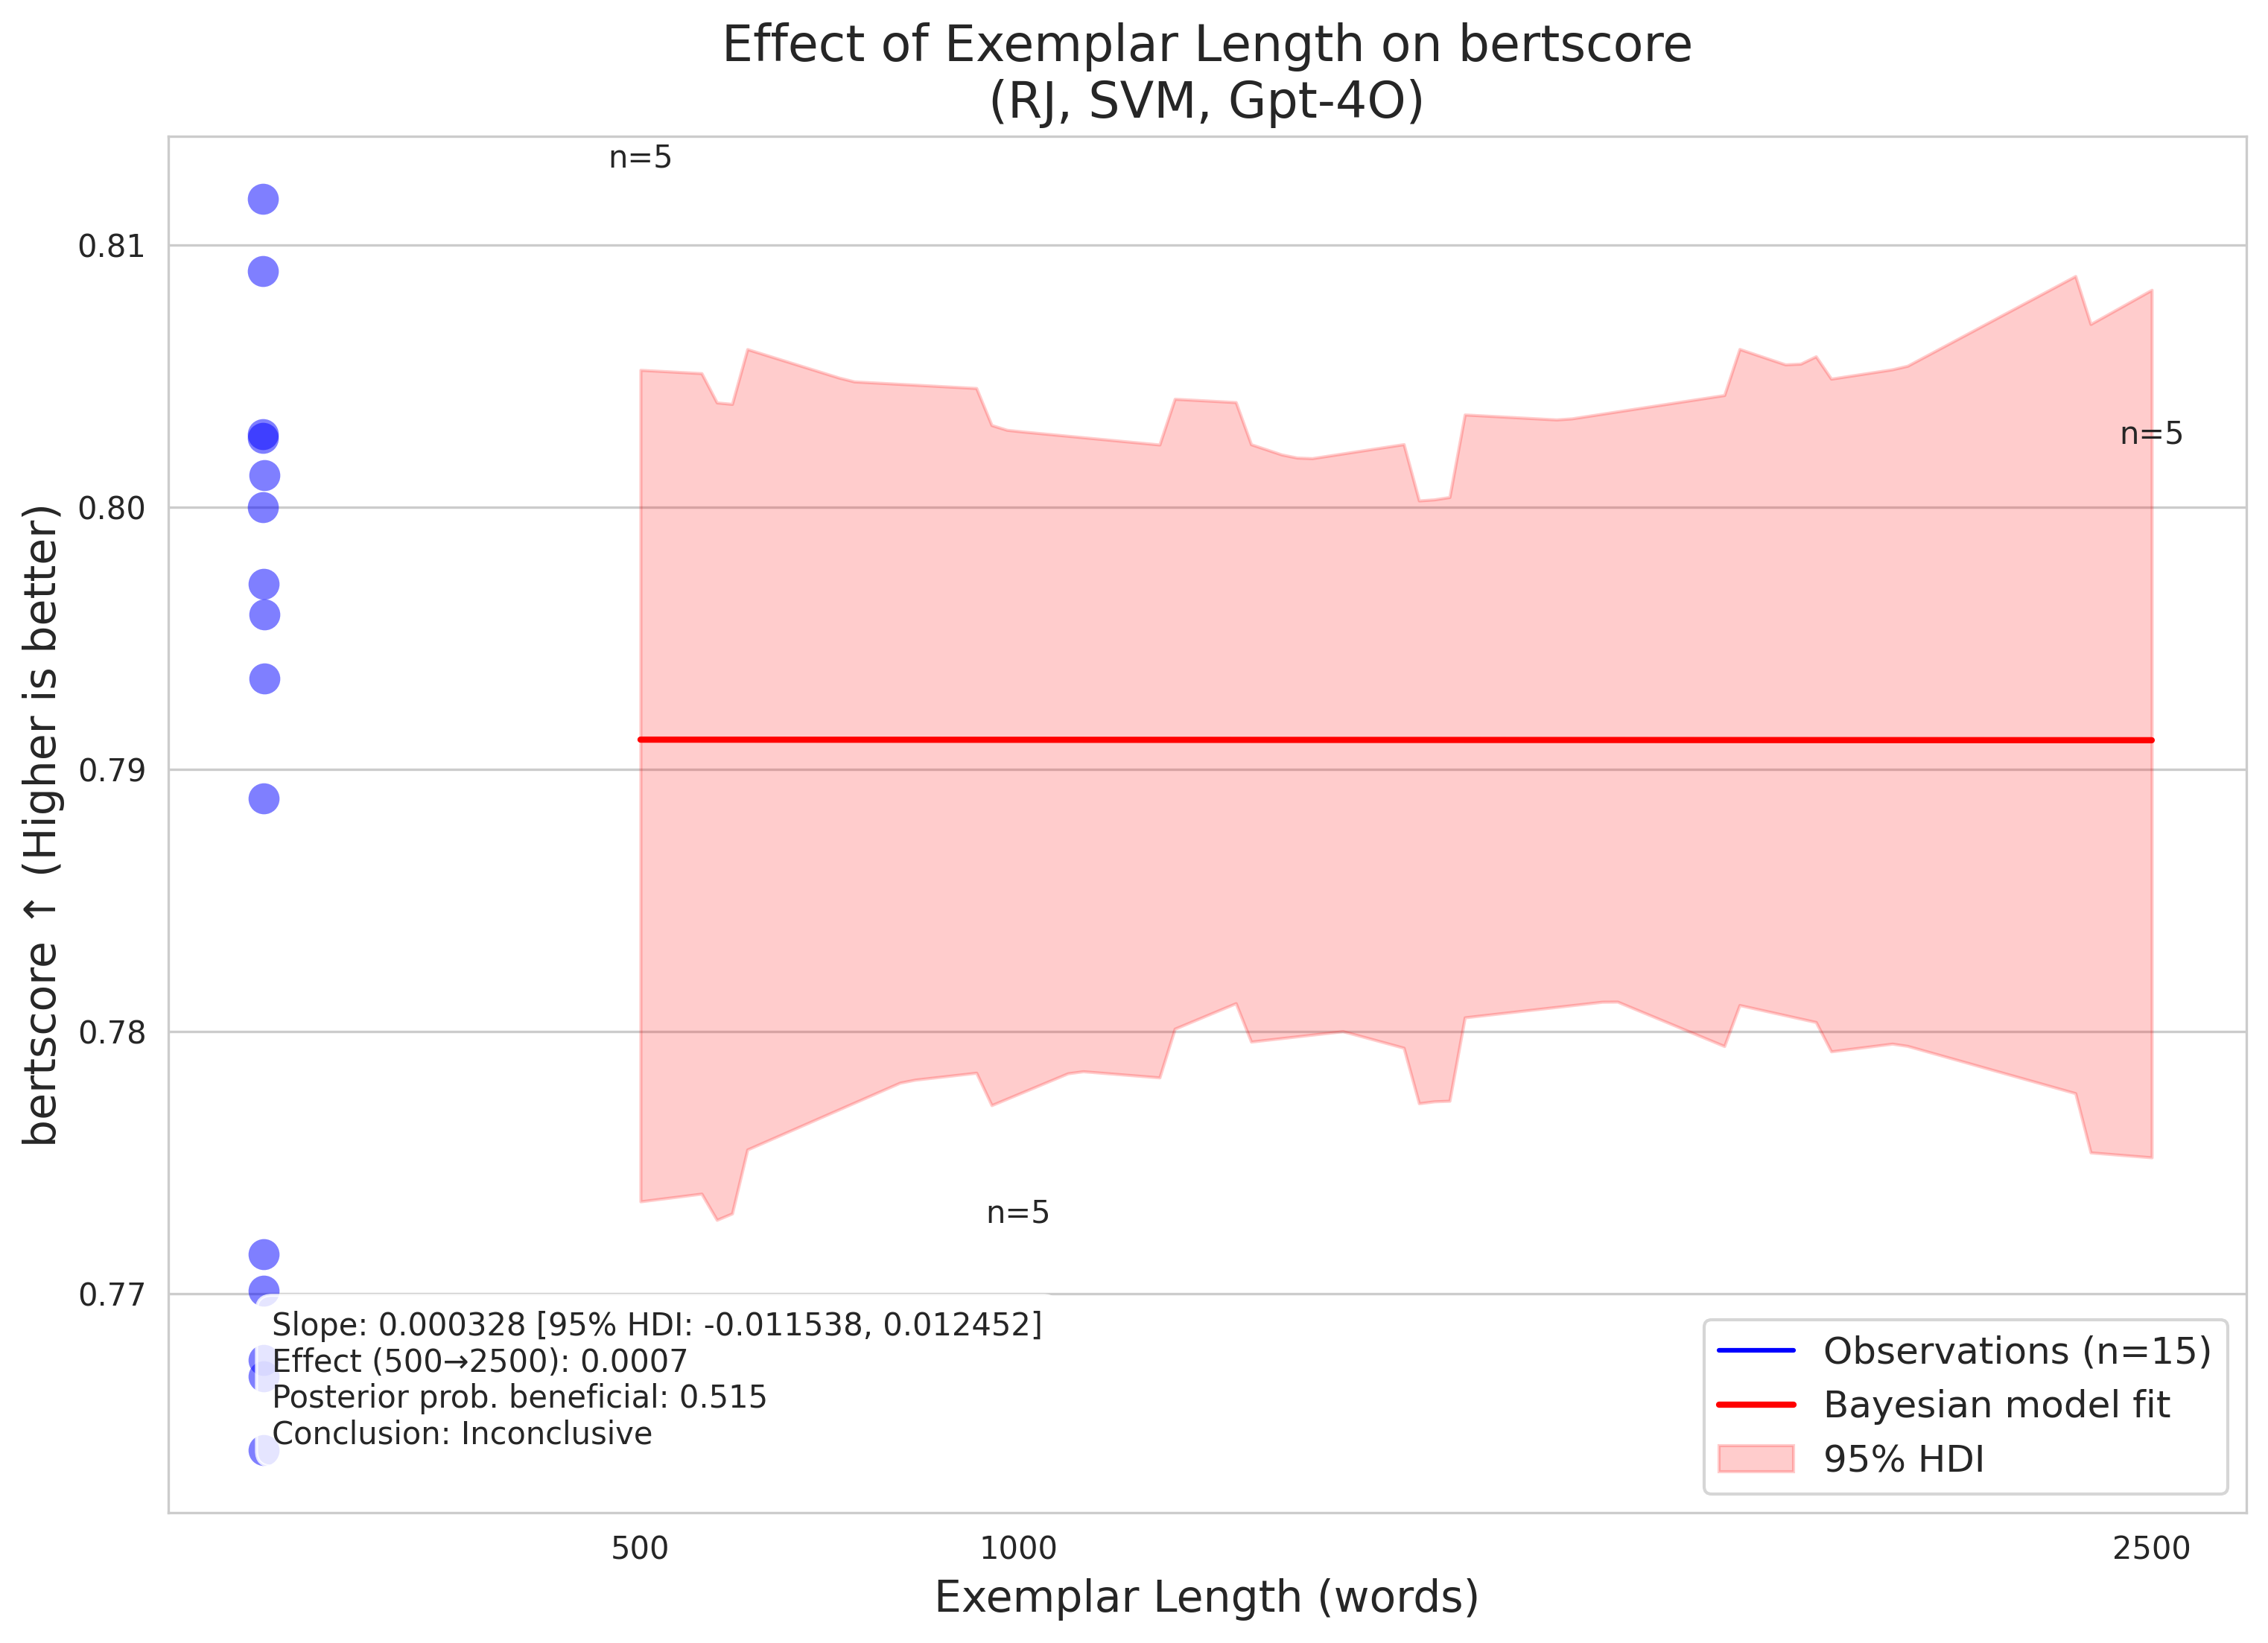 Effect of Exemplar Length on bertscore
(RJ, SVM, Gpt-4O)
n=5
0.81
n=5
0.80
0.79
0.78
n=5
0.77
bertscore ↑ (Higher is better)
Slope: 0.000328 [95% HDI: -0.011538, 0.012452]
Effect (500→2500): 0.0007
Posterior prob. beneficial: 0.515
Conclusion: Inconclusive
Observations (n=15)
Bayesian model fit
95% HDI
500
1000
2500
Exemplar Length (words)